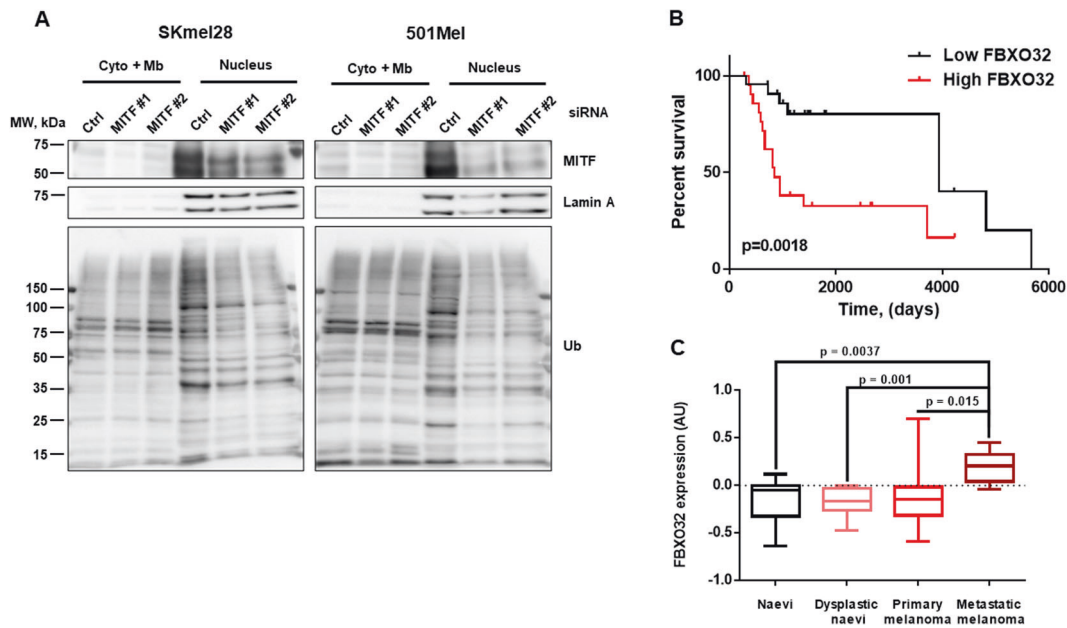 A
SKmel28
501Mel
Cyto + Mb
Nucleus
Cyto + Mb
Nucleus
MW, kDa
Ctrl
MITF #1
MITF #2
Ctrl
MITF #1
MITF #2
Ctrl
MITF #1
MITF #2
Ctrl
MITF #1
MITF #2
siRNA
75
50
MITF
75
Lamin A
150
100
75
50
35
25
15
Ub
B
Low FBXO32
High FBXO32
Percent survival
100
50
0
p=0.0018
0
2000
4000
6000
Time, (days)
C
p = 0.0037
p = 0.001
p = 0.015
FBXO32 expression (AU)
1.0
0.5
0.0
-0.5
-1.0
Naevi
Dysplastic
naevi
Primary
melanoma
Metastatic
melanoma